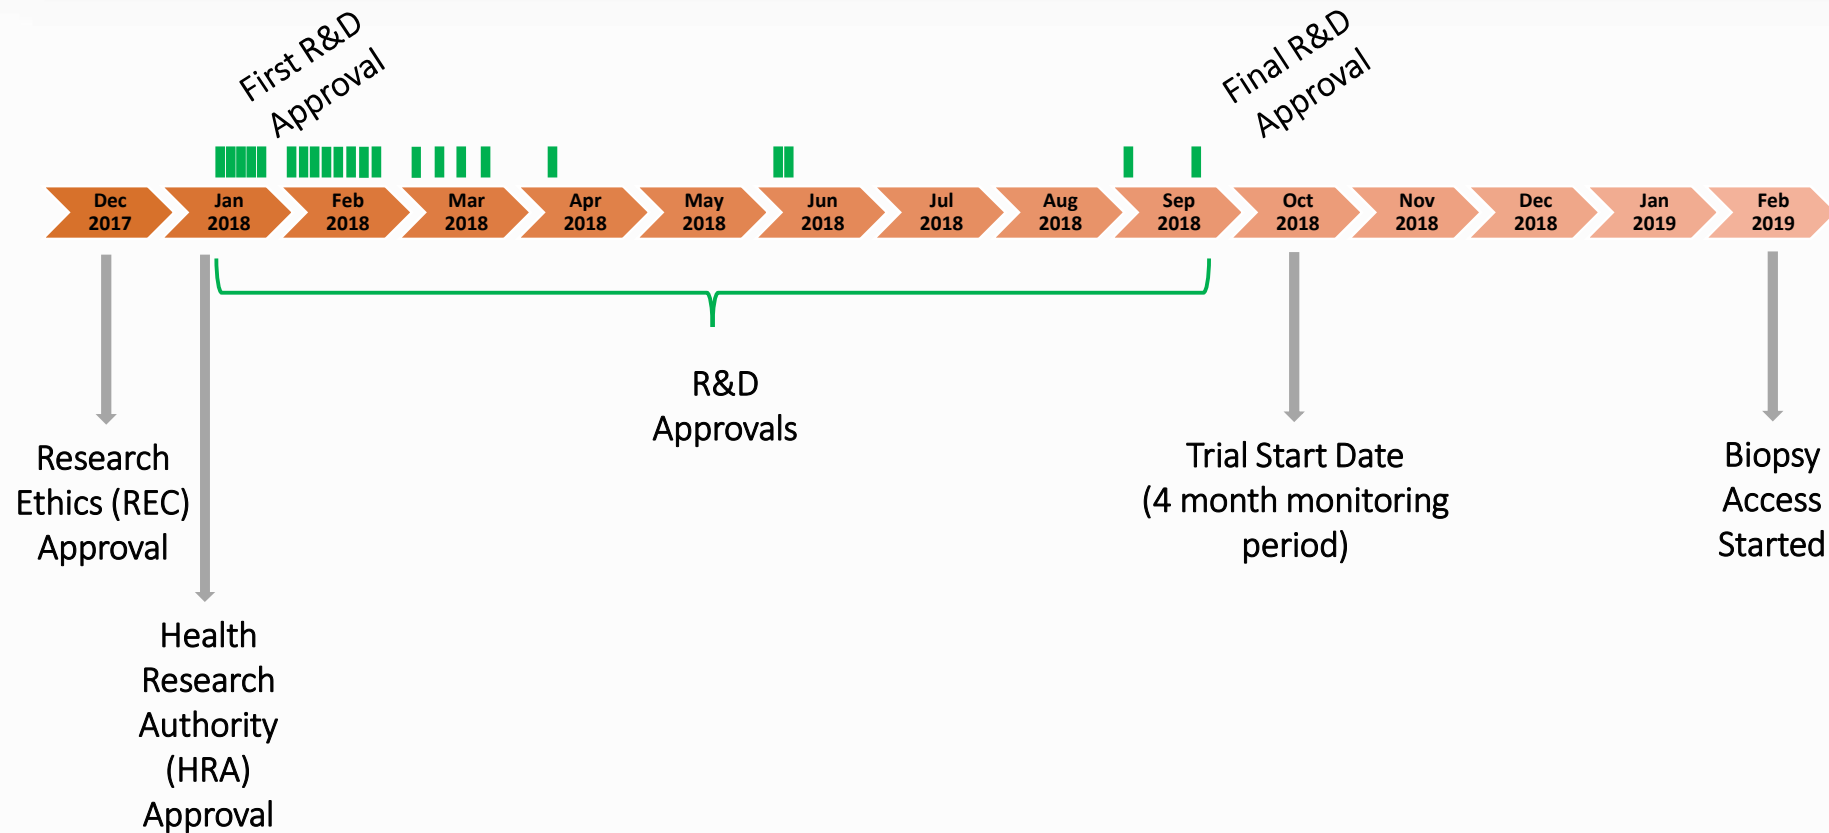 First R&D
Approval
Final R&D
Approval
Dec
2017
Jan
2018
Feb
2018
Mar
2018
Apr
2018
May
2018
Jun
2018
Jul
2018
Aug
2018
Sep
2018
Oct
2018
Nov
2018
Dec
2018
Jan
2019
Feb
2019
Research
Ethics (REC)
Approval
Health
Research
Authority
(HRA)
Approval
R&D
Approvals
Trial Start Date
(4 month monitoring
period)
Biopsy
Access
Started